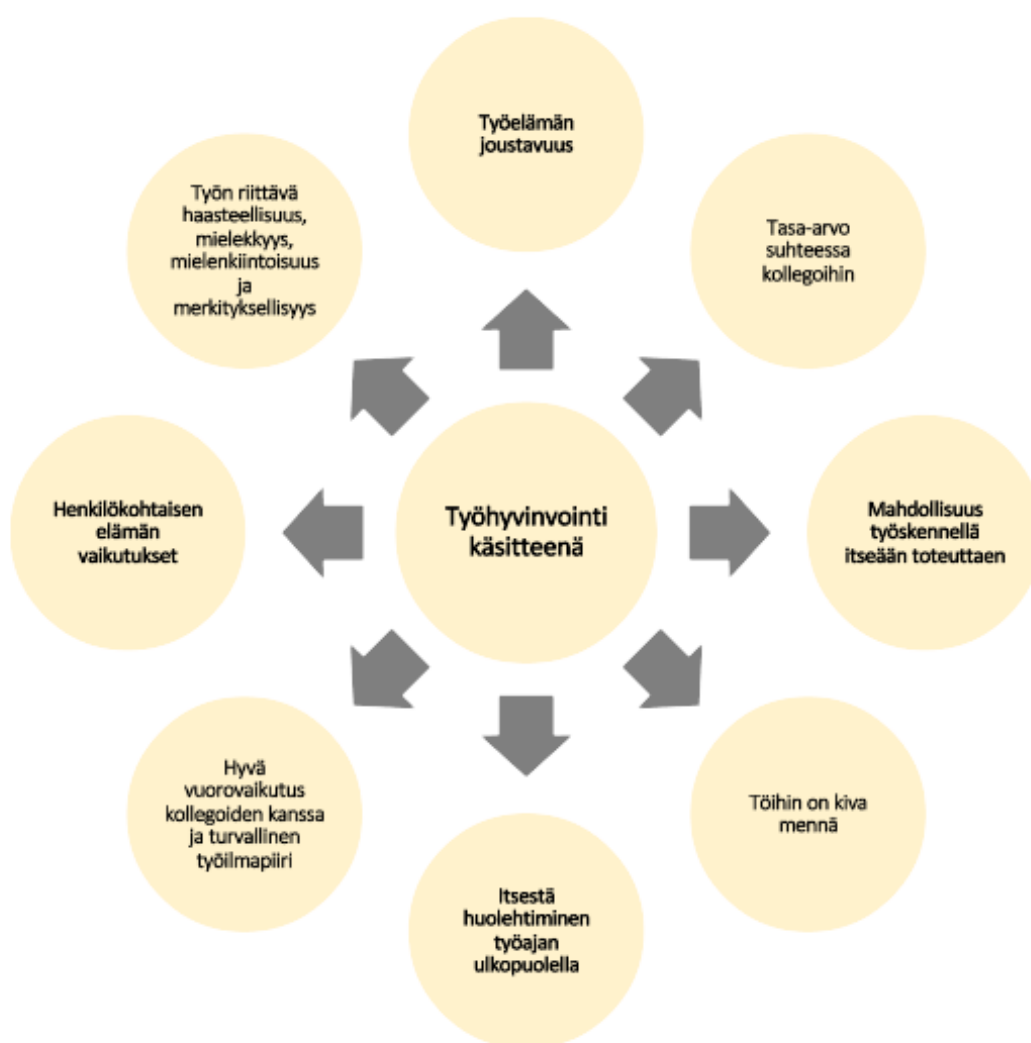 Työelämän
joustavuus
Työn riittävä
haasteellisuus,
mielekkyys,
mielenkiintoisuus
ja
merkityksellisyys
Tasa-arvo
suhteessa
kollegoihin
Henkilökohtaisen
elämän
vaikutukset
Työhyvinvointi
käsitteenä
Mahdollisuus
työskennellä
itseään toteuttaen
Hyvä
vuorovaikutus
kollegoiden kanssa
ja turvallinen
työilmapiiri
Töihin on kiva
mennä
Itsestä
huolehtiminen
työajan
ulkopuolella